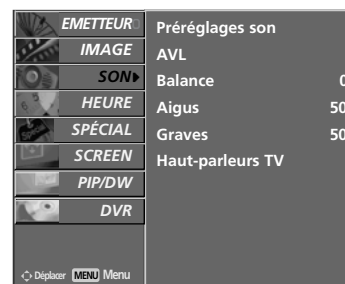 EMETTEUR
IMAGE
SON
HEURE
SPÉCIAL
SCREEN
PIP/DW
DVR
Déplacer MENU Menu
Préréglages son
AVL
Balance 0
Aigus 50
Graves 50
Haut-parleurs TV